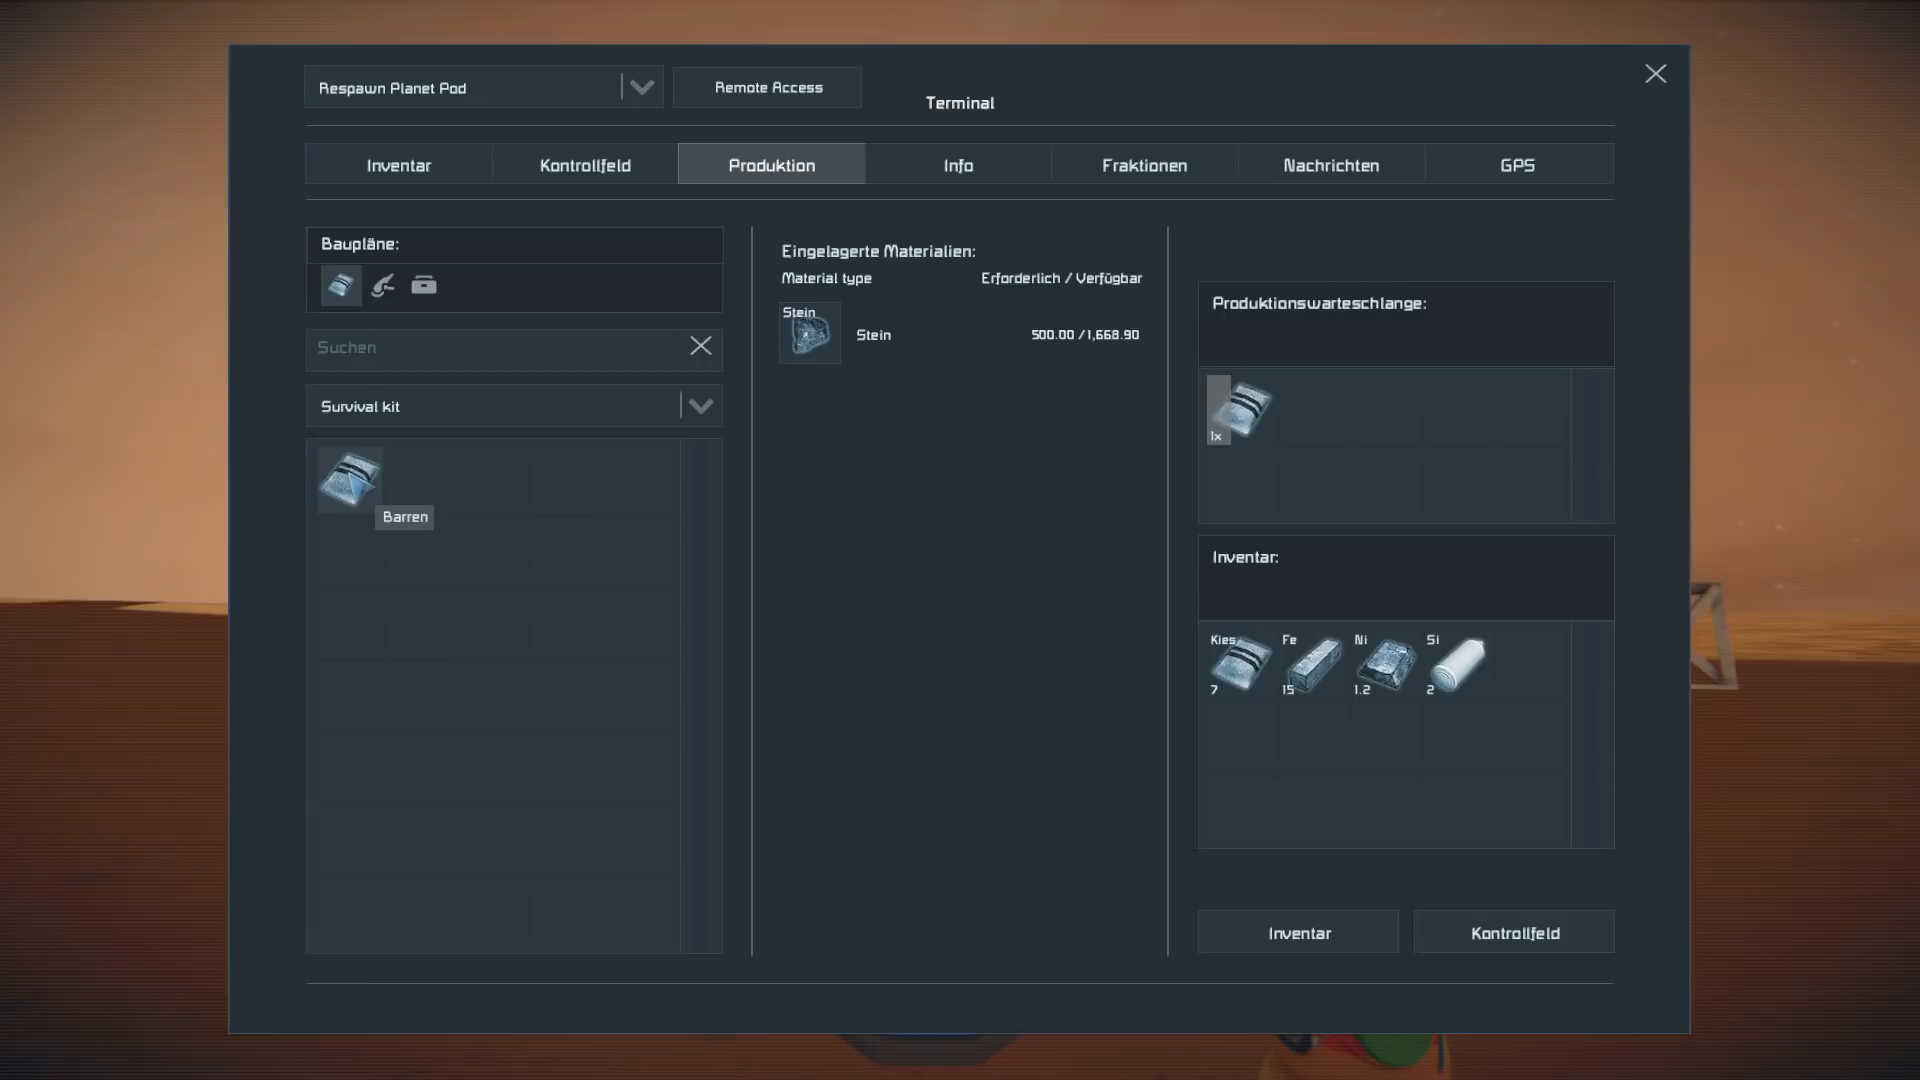 Respawn Planet Pod
Remote Access
Terminal
Inventar
Kontrollfeld
Produktion
Info
Fraktionen
Nachrichten
GPS
Baupläne:
Suchen
Survival kit
Barren
Eingelagerte Materialien:
Material type
Erforderlich / Verfügbar
Stein
Stein
500.00 /1,668.90
Produktionswarteschlange:
1x
Inventar:
Kies
7
Fe
15
Ni
1.2
Si
2
Inventar
Kontrollfeld